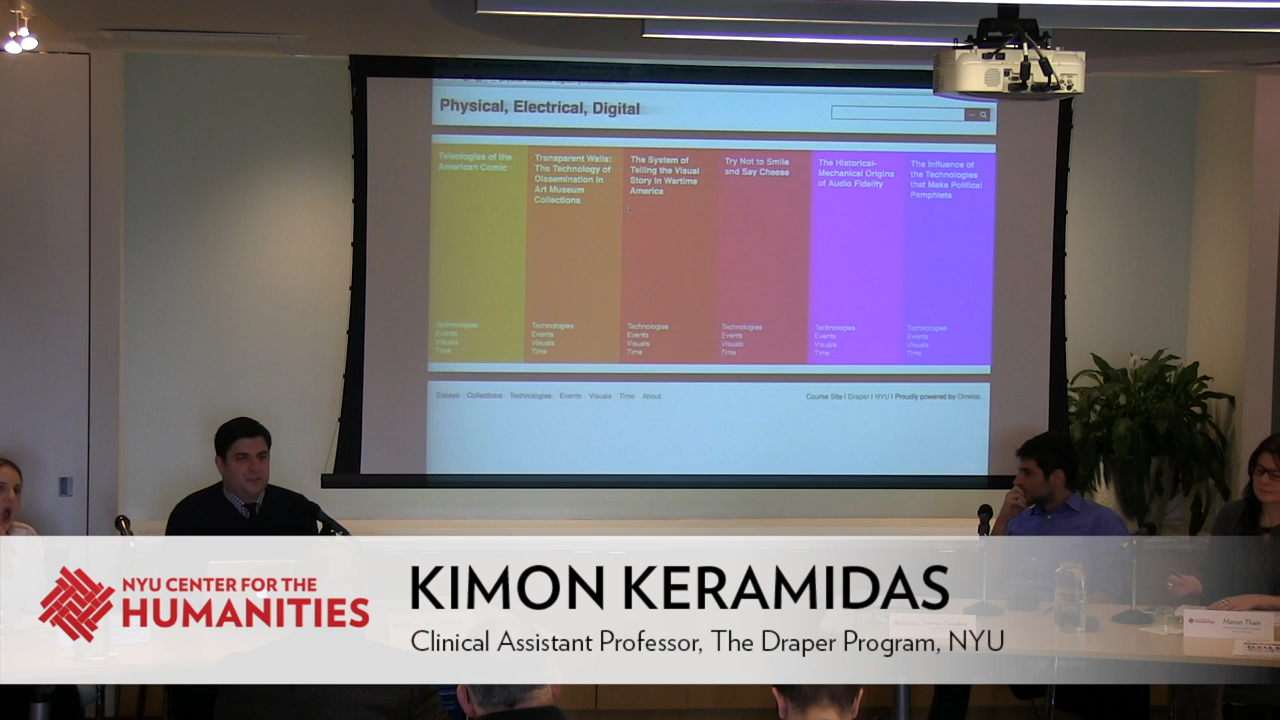 Physical, Electrical, Digital
Teleologies of the
American Comic
Transparent Walls:
The Technology of
Dissemination in
Art Museum
Collections
The System of
Telling the Visual
Story in Wartime
America
Try Not to Smile
and Say Cheese
The Historical-
Mechanical Origins
of Audio Fidelity
The Influence of
the Technologies
that Make Political
Pamphlets
Technologies
Events
Visuals
Time
Technologies
Events
Visuals
Time
Technologies
Events
Visuals
Time
Technologies
Events
Visuals
Time
Technologies
Events
Visuals
Time
Technologies
Events
Visuals
Time
Essays Collections Technologies Events Visuals Time About
Course Site | Draper | NYU | Proudly powered by Omeka.
NYU CENTER FOR THE
HUMANITIES
KIMON KERAMIDAS
Clinical Assistant Professor, The Draper Program, NYU
HUMANITIES
Marion Thain